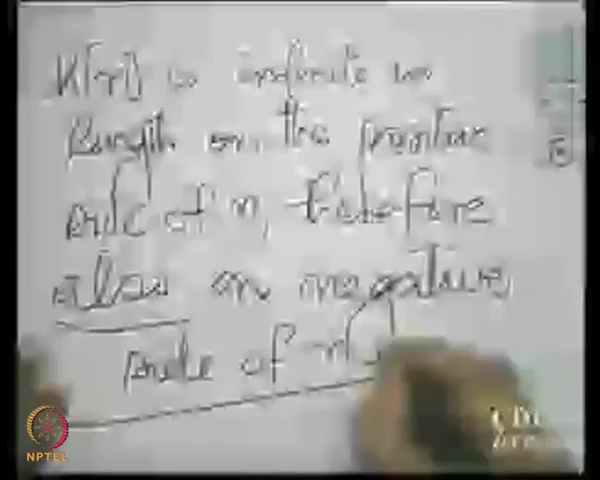 h[n] is infinite in
length on the positive
side of n, therefore
also on negative
side of n!
NPTEL